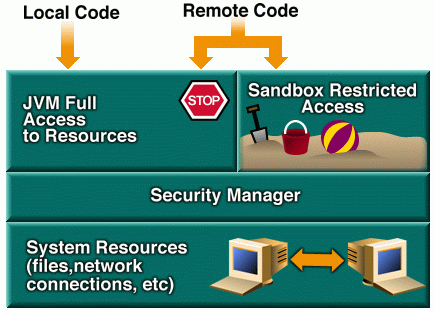 Local Code
Remote Code
JVM Full
Access
to Resources
STOP
Sandbox Restricted
Access
Security Manager
System Resources
(files,network
connections, etc)